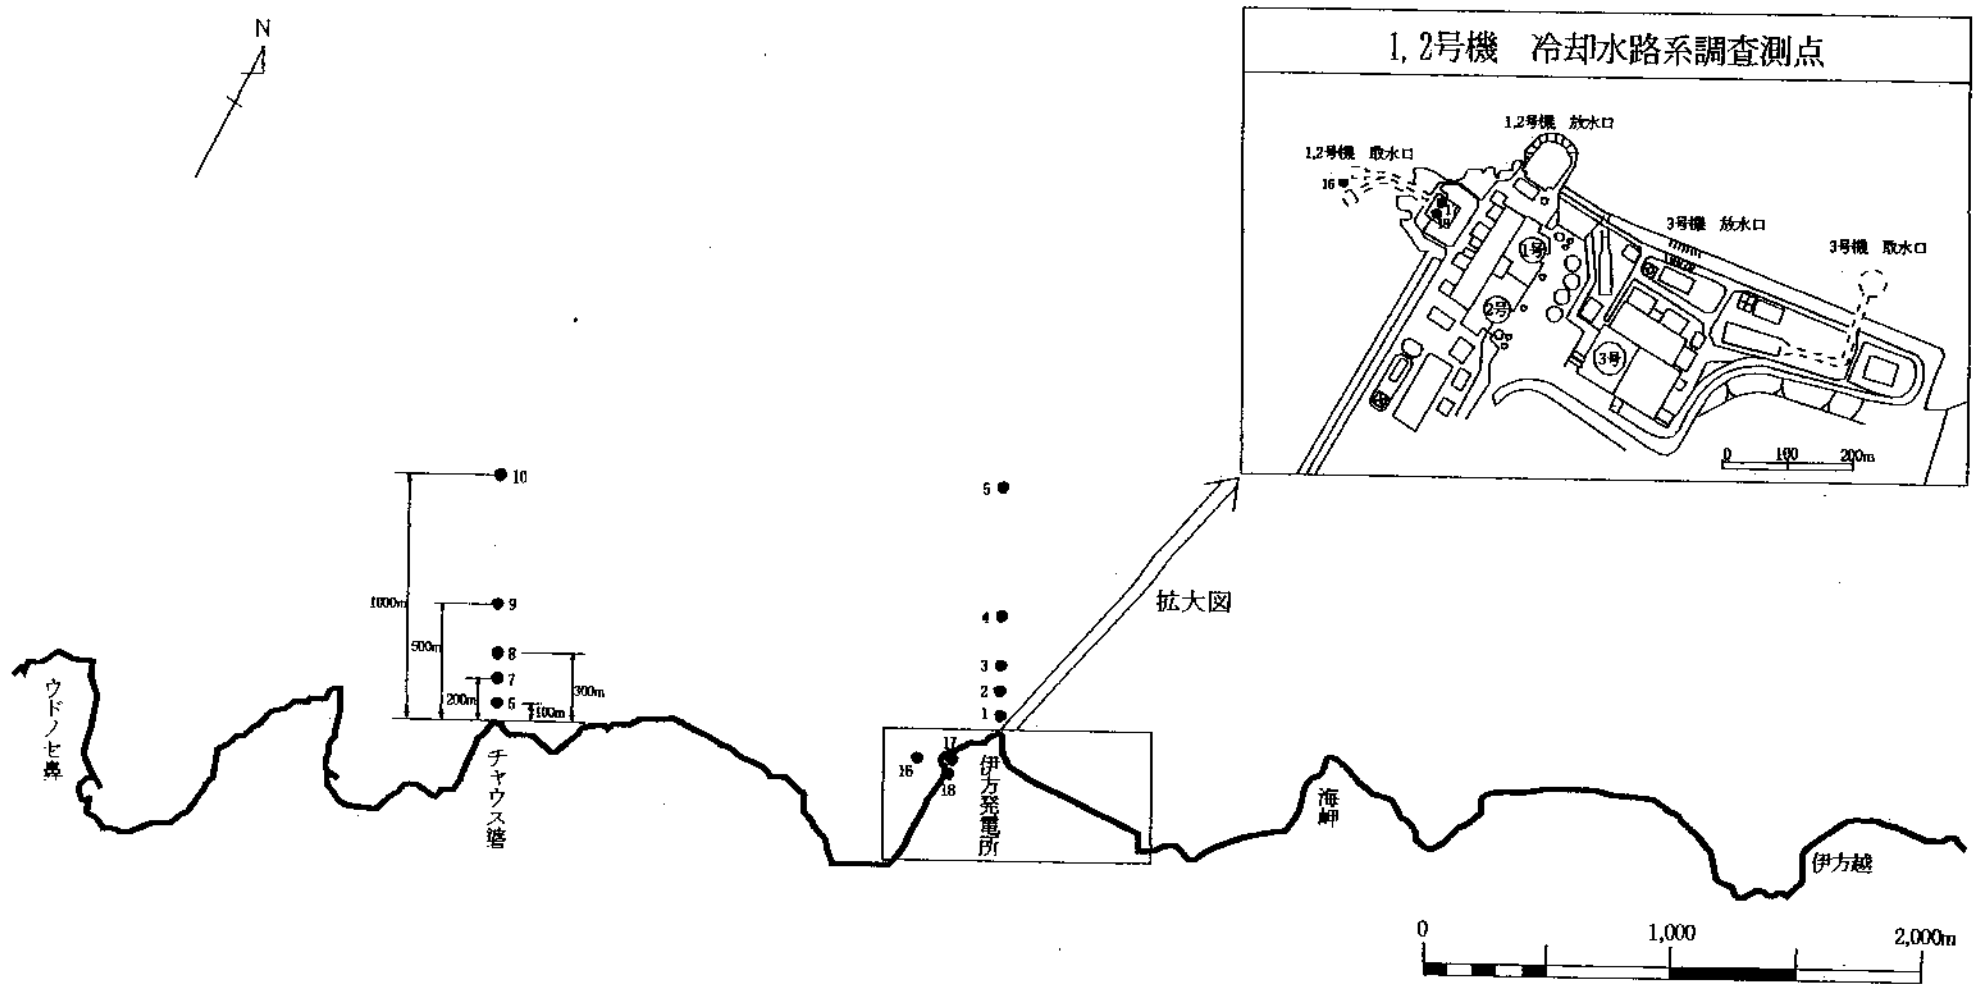 N
1,2号機 冷却水路系調査測点
1,2号機 放水口
1,2号機 取水口
16
17
18
3号機 放水口
3号機 取水口
1号
2号
3号
0 100 200m
10
5
1000m
9
4
拡大図
500m
8
3
300m
7
2
200m
6
100m
1
ウドノセ鼻
チャウス碆
16
17
18
伊方発電所
海岬
伊方越
0 1,000 2,000m